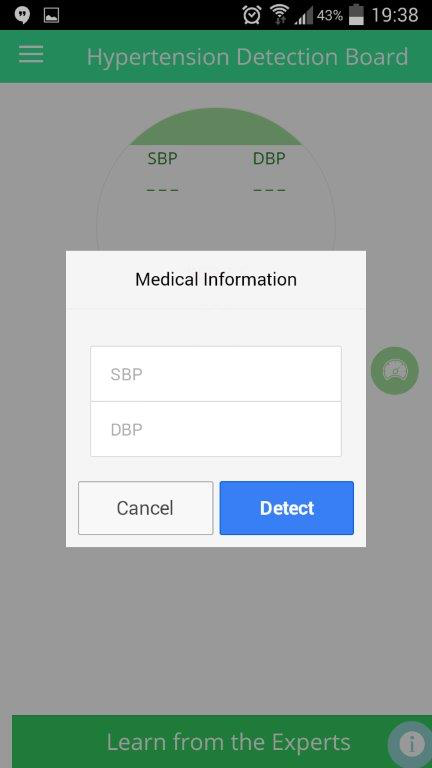 43% 19:38
Hypertension Detection Board
SBP DBP
--- ---
Medical Information
SBP
DBP
Cancel Detect
Learn from the Experts